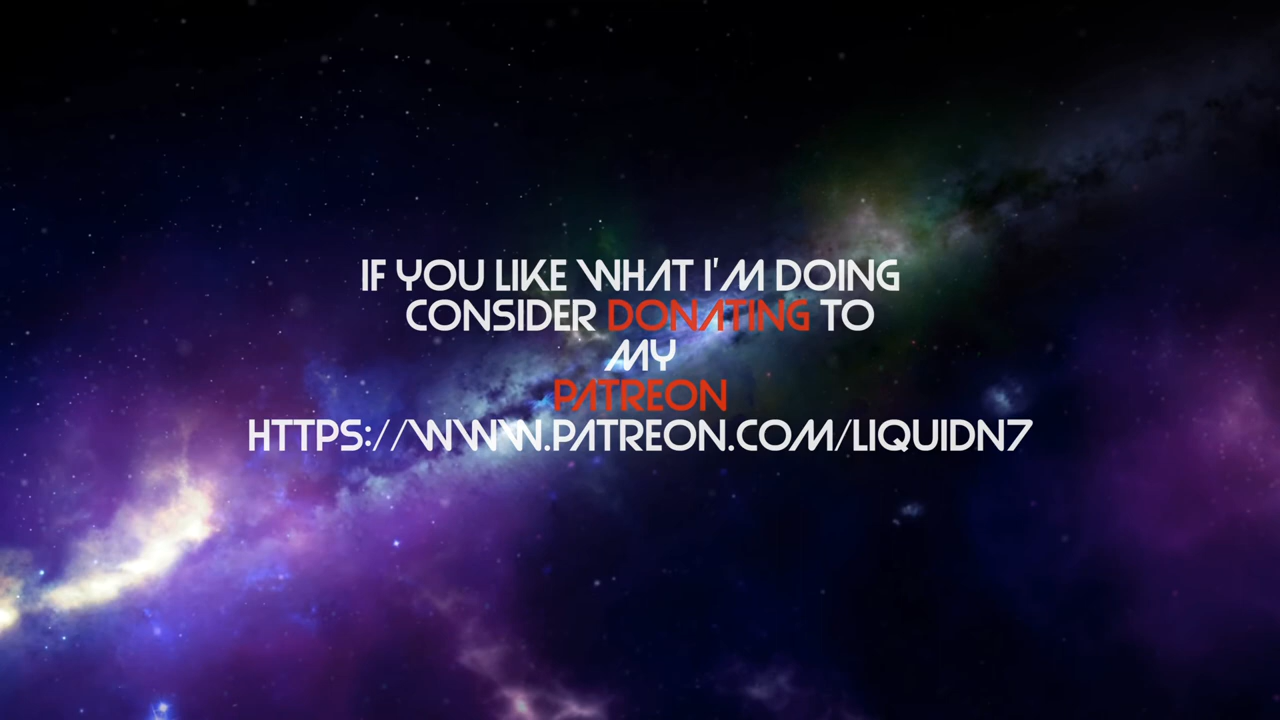 IF YOU LIKE WHAT I'M DOING
CONSIDER DONATING TO
MY
PATREON
HTTPS://WWW.PATREON.COM/LIQUIDN7